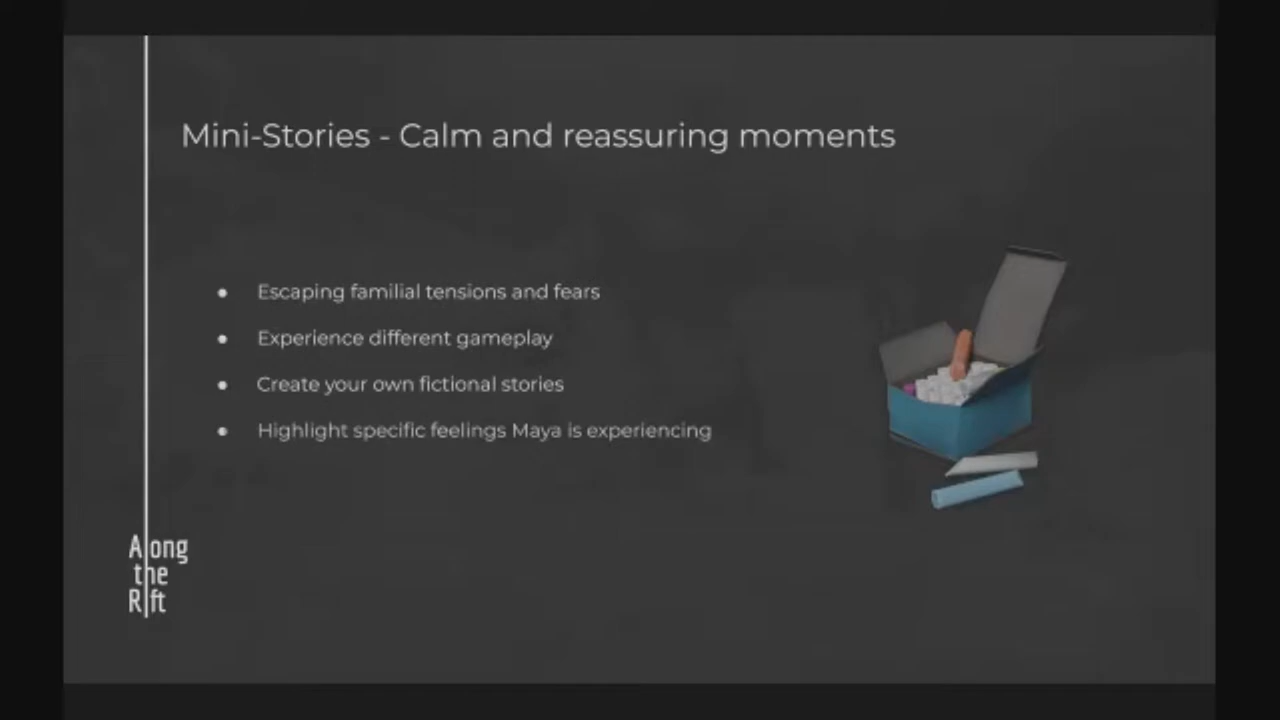 Mini-Stories - Calm and reassuring moments
● Escaping familial tensions and fears
● Experience different gameplay
● Create your own fictional stories
● Highlight specific feelings Maya is experiencing
Along
the
Rift